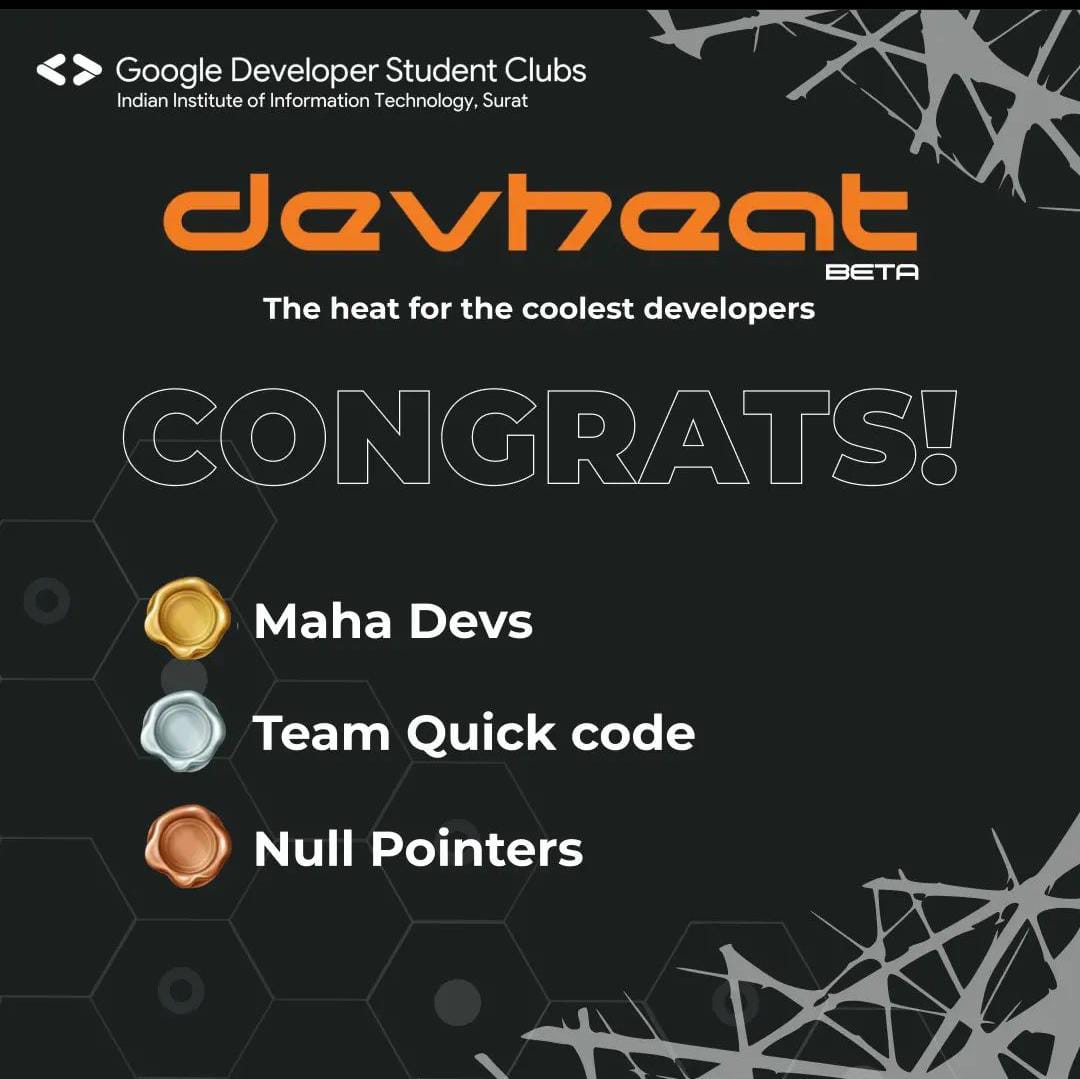 Google Developer Student Clubs
Indian Institute of Information Technology, Surat
devheat
BETA
The heat for the coolest developers
CONGRATS!
Maha Devs
Team Quick code
Null Pointers